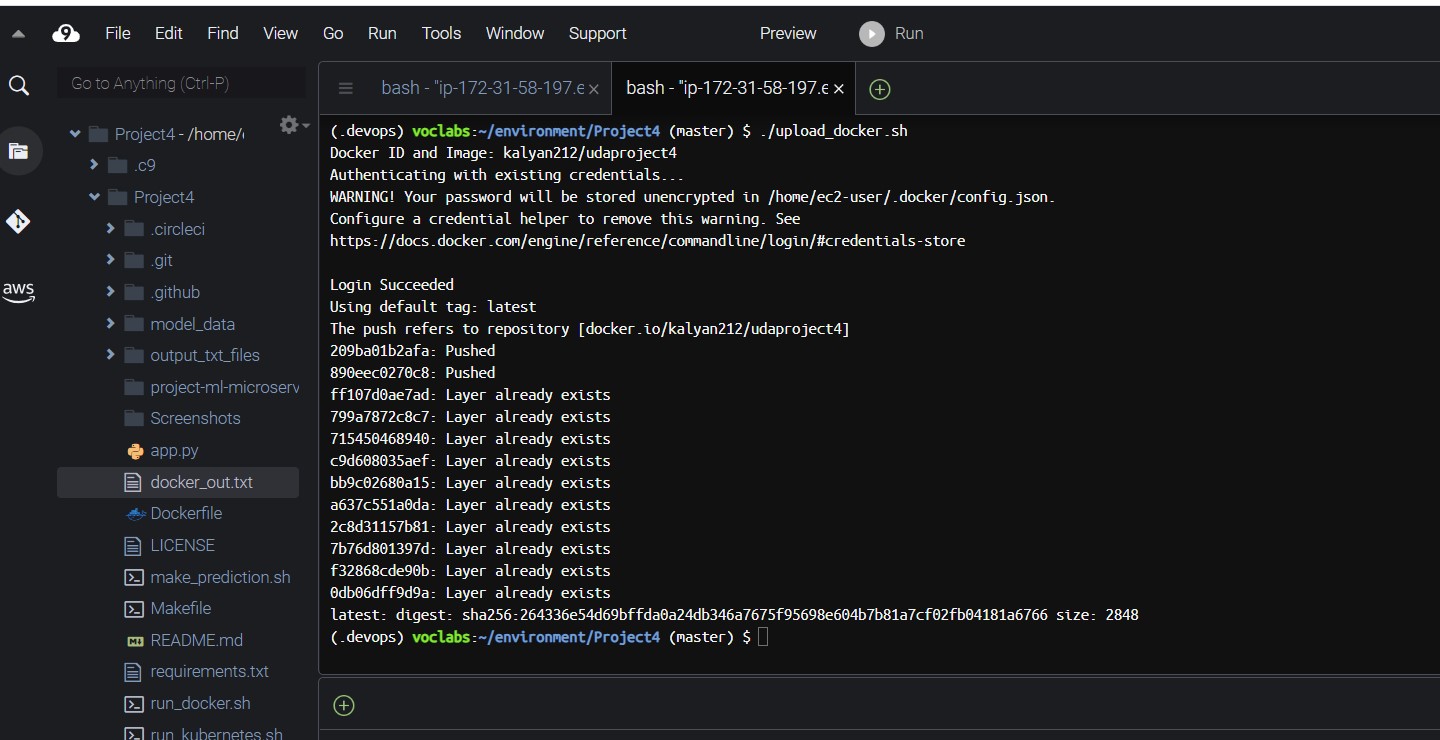 9 File Edit Find View Go Run Tools Window Support Preview Run
Go to Anything (Ctrl-P)
aws
Project4 - /home/
.c9
Project4
.circleci
.git
.github
model_data
output_txt_files
project-ml-microserv
Screenshots
app.py
docker_out.txt
Dockerfile
LICENSE
make_prediction.sh
Makefile
README.md
requirements.txt
run_docker.sh
run_kubernetes.sh
bash - "ip-172-31-58-197.e × bash - "ip-172-31-58-197.e ×
(.devops) voclabs:~/environment/Project4 (master) $ ./upload_docker.sh
Docker ID and Image: kalyan212/udaproject4
Authenticating with existing credentials...
WARNING! Your password will be stored unencrypted in /home/ec2-user/.docker/config.json.
Configure a credential helper to remove this warning. See
https://docs.docker.com/engine/reference/commandline/login/#credentials-store
Login Succeeded
Using default tag: latest
The push refers to repository [docker.io/kalyan212/udaproject4]
209ba01b2afa: Pushed
890eec0270c8: Pushed
ff107d0ae7ad: Layer already exists
799a7872c8c7: Layer already exists
715450468940: Layer already exists
c9d608035aef: Layer already exists
bb9c02680a15: Layer already exists
a637c551a0da: Layer already exists
2c8d31157b81: Layer already exists
7b76d801397d: Layer already exists
f32868cde90b: Layer already exists
0db06dff9d9a: Layer already exists
latest: digest: sha256:264336e54d69bffda0a24db346a7675f95698e604b7b81a7cf02fb04181a6766 size: 2848
(.devops) voclabs:~/environment/Project4 (master) $